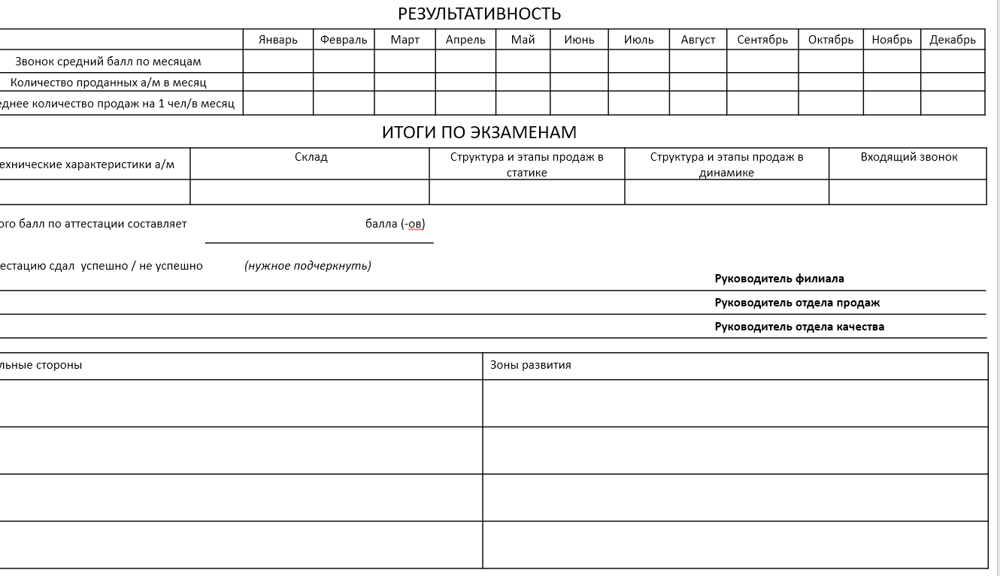 РЕЗУЛЬТАТИВНОСТЬ
Январь Февраль Март Апрель Май Июнь Июль Август Сентябрь Октябрь Ноябрь Декабрь
Звонок средний балл по месяцам
Количество проданных а/м в месяц
еднее количество продаж на 1 чел/в месяц
ИТОГИ ПО ЭКЗАМЕНАМ
ехнические характеристики а/м
Склад
Структура и этапы продаж в
статике
Структура и этапы продаж в
динамике
Входящий звонок
ого балл по аттестации составляет балла (-ов)
естацию сдал успешно / не успешно (нужное подчеркнуть)
Руководитель филиала
Руководитель отдела продаж
Руководитель отдела качества
льные стороны Зоны развития